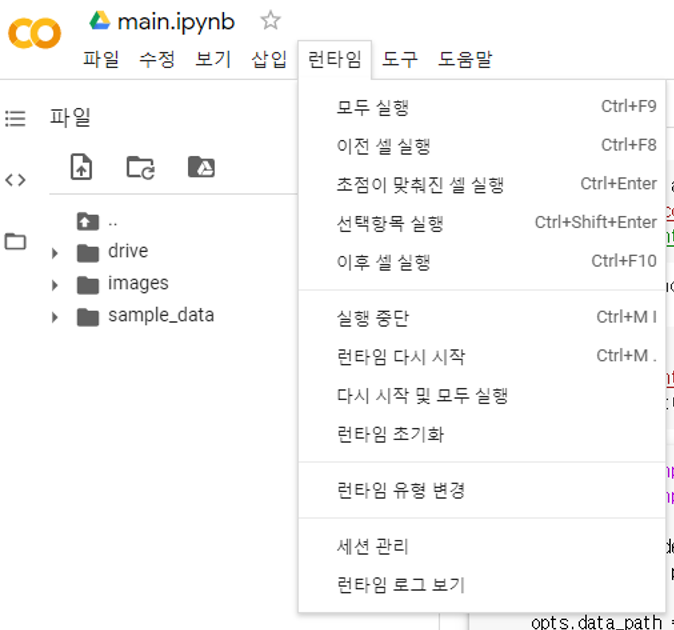 main.ipynb
파일 수정 보기 삽입 런타임 도구 도움말
파일
..
drive
images
sample_data
모두 실행 Ctrl+F9
이전 셀 실행 Ctrl+F8
초점이 맞춰진 셀 실행 Ctrl+Enter
선택항목 실행 Ctrl+Shift+Enter
이후 셀 실행 Ctrl+F10
실행 중단 Ctrl+M I
런타임 다시 시작 Ctrl+M .
다시 시작 및 모두 실행
런타임 초기화
런타임 유형 변경
세션 관리
런타임 로그 보기
opts.data_path =